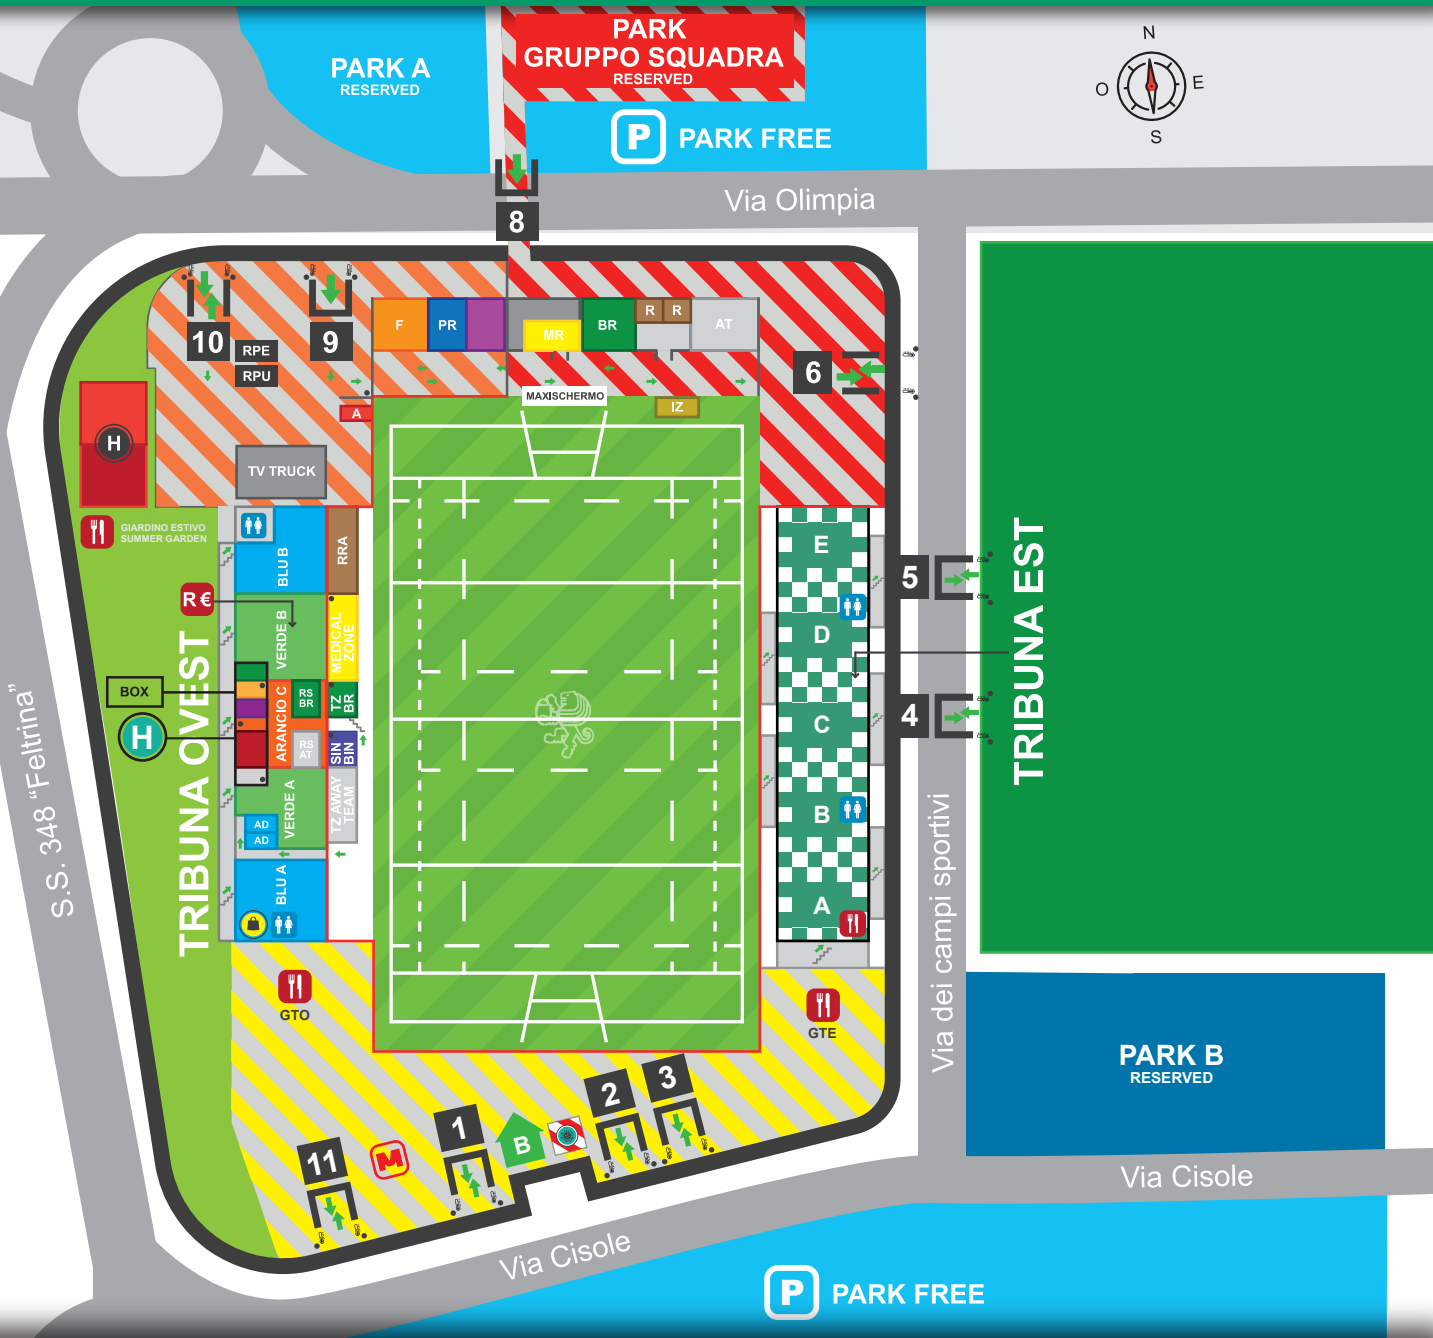 PARK
GRUPPO SQUADRA
RESERVED
PARK A
RESERVED
P PARK FREE
N
O
E
S
Via Olimpia
8
10
9
RPE
RPU
F
PR
MR
BR
R
R
AT
6
A
MAXISCHERMO
IZ
H
TV TRUCK
GIARDINO ESTIVO
SUMMER GARDEN
BLU B
RRA
R €
VERDE B
MEDICAL
ZONE
BOX
ARANCIO C
RS
BR
TZ
BR
H
RS
AT
SIN
BIN
VERDE A
TZ AWAY
TEAM
AD
AD
BLU A
TRIBUNA OVEST
S.S. 348 “Feltrina”
E
D
C
B
A
5
4
TRIBUNA EST
Via dei campi sportivi
GTO
GTE
PARK B
RESERVED
11
M
1
B
2
3
Via Cisole
Via Cisole
P PARK FREE